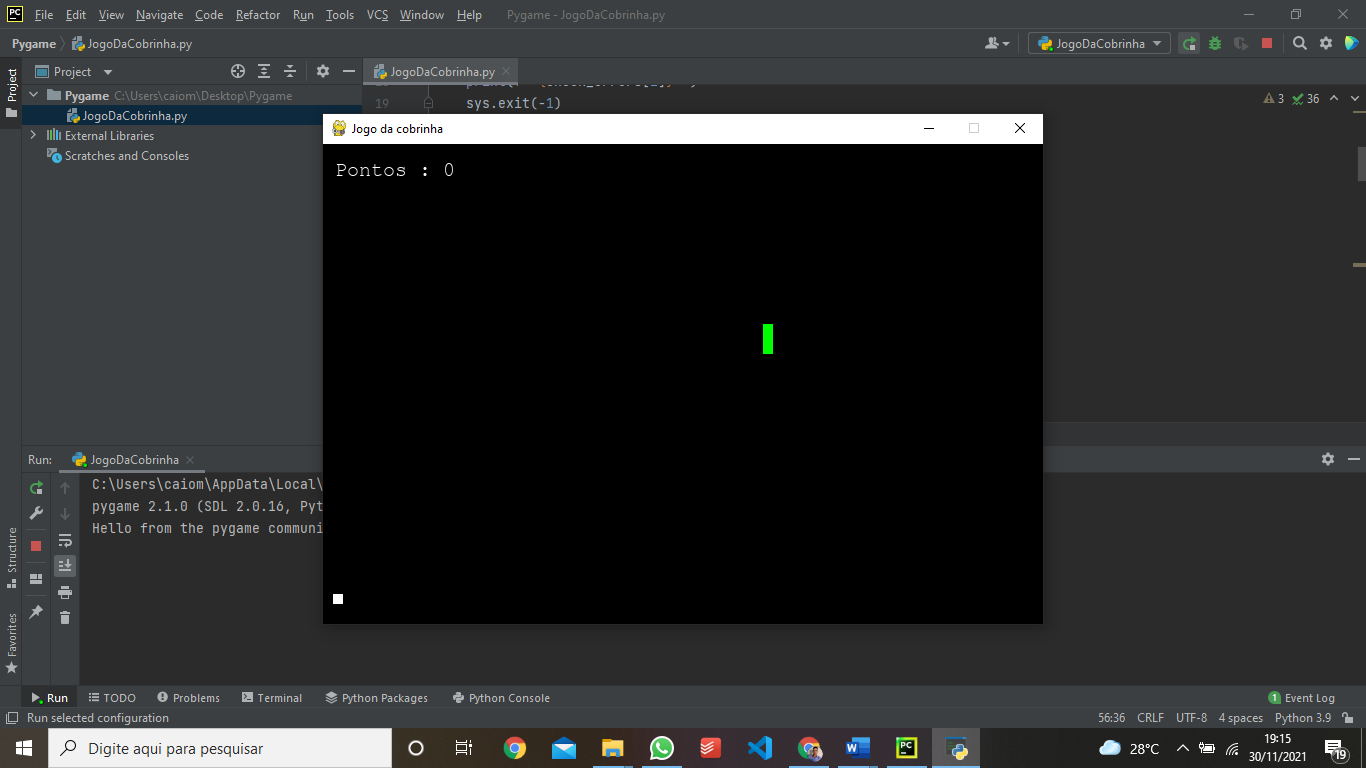 PC File Edit View Navigate Code Refactor Run Tools VCS Window Help Pygame - JogoDaCobrinha.py
Pygame JogoDaCobrinha.py JogoDaCobrinha
Project JogoDaCobrinha.py
Project
Pygame C:\Users\caiom\Desktop\Pygame
JogoDaCobrinha.py
External Libraries
Scratches and Consoles
19 sys.exit(-1)
3 36
Jogo da cobrinha
Pontos : 0
Run: JogoDaCobrinha
C:\Users\caiom\AppData\Local\
pygame 2.1.0 (SDL 2.0.16, Pyt
Hello from the pygame communi
Structure
Favorites
Run TODO Problems Terminal Python Packages Python Console 1 Event Log
Run selected configuration 56:36 CRLF UTF-8 4 spaces Python 3.9
Digite aqui para pesquisar PC 28°C 19:15
30/11/2021 19